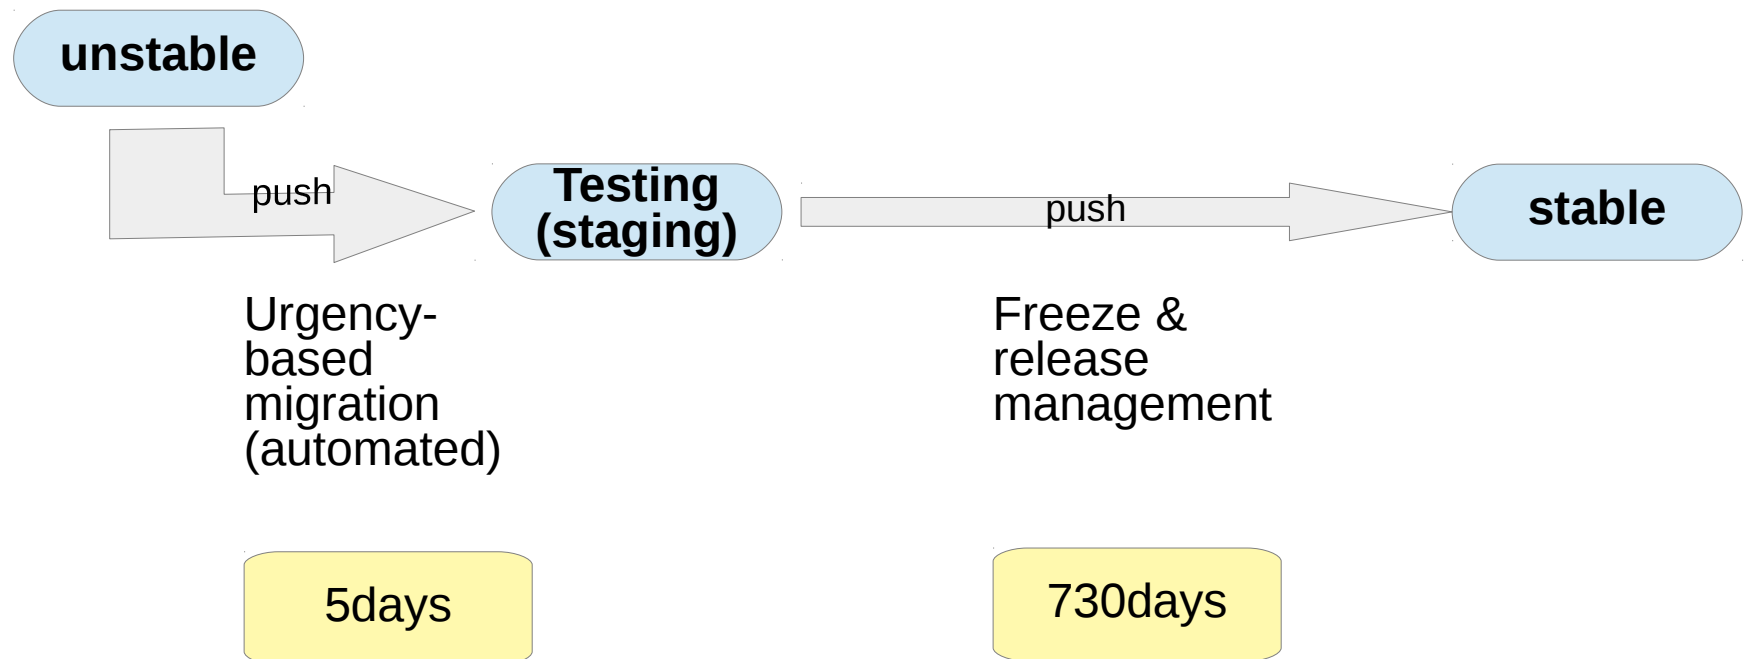 unstable
push
Testing
(staging)
push
stable
Urgency-
based
migration
(automated)
Freeze &
release
management
5days
730days